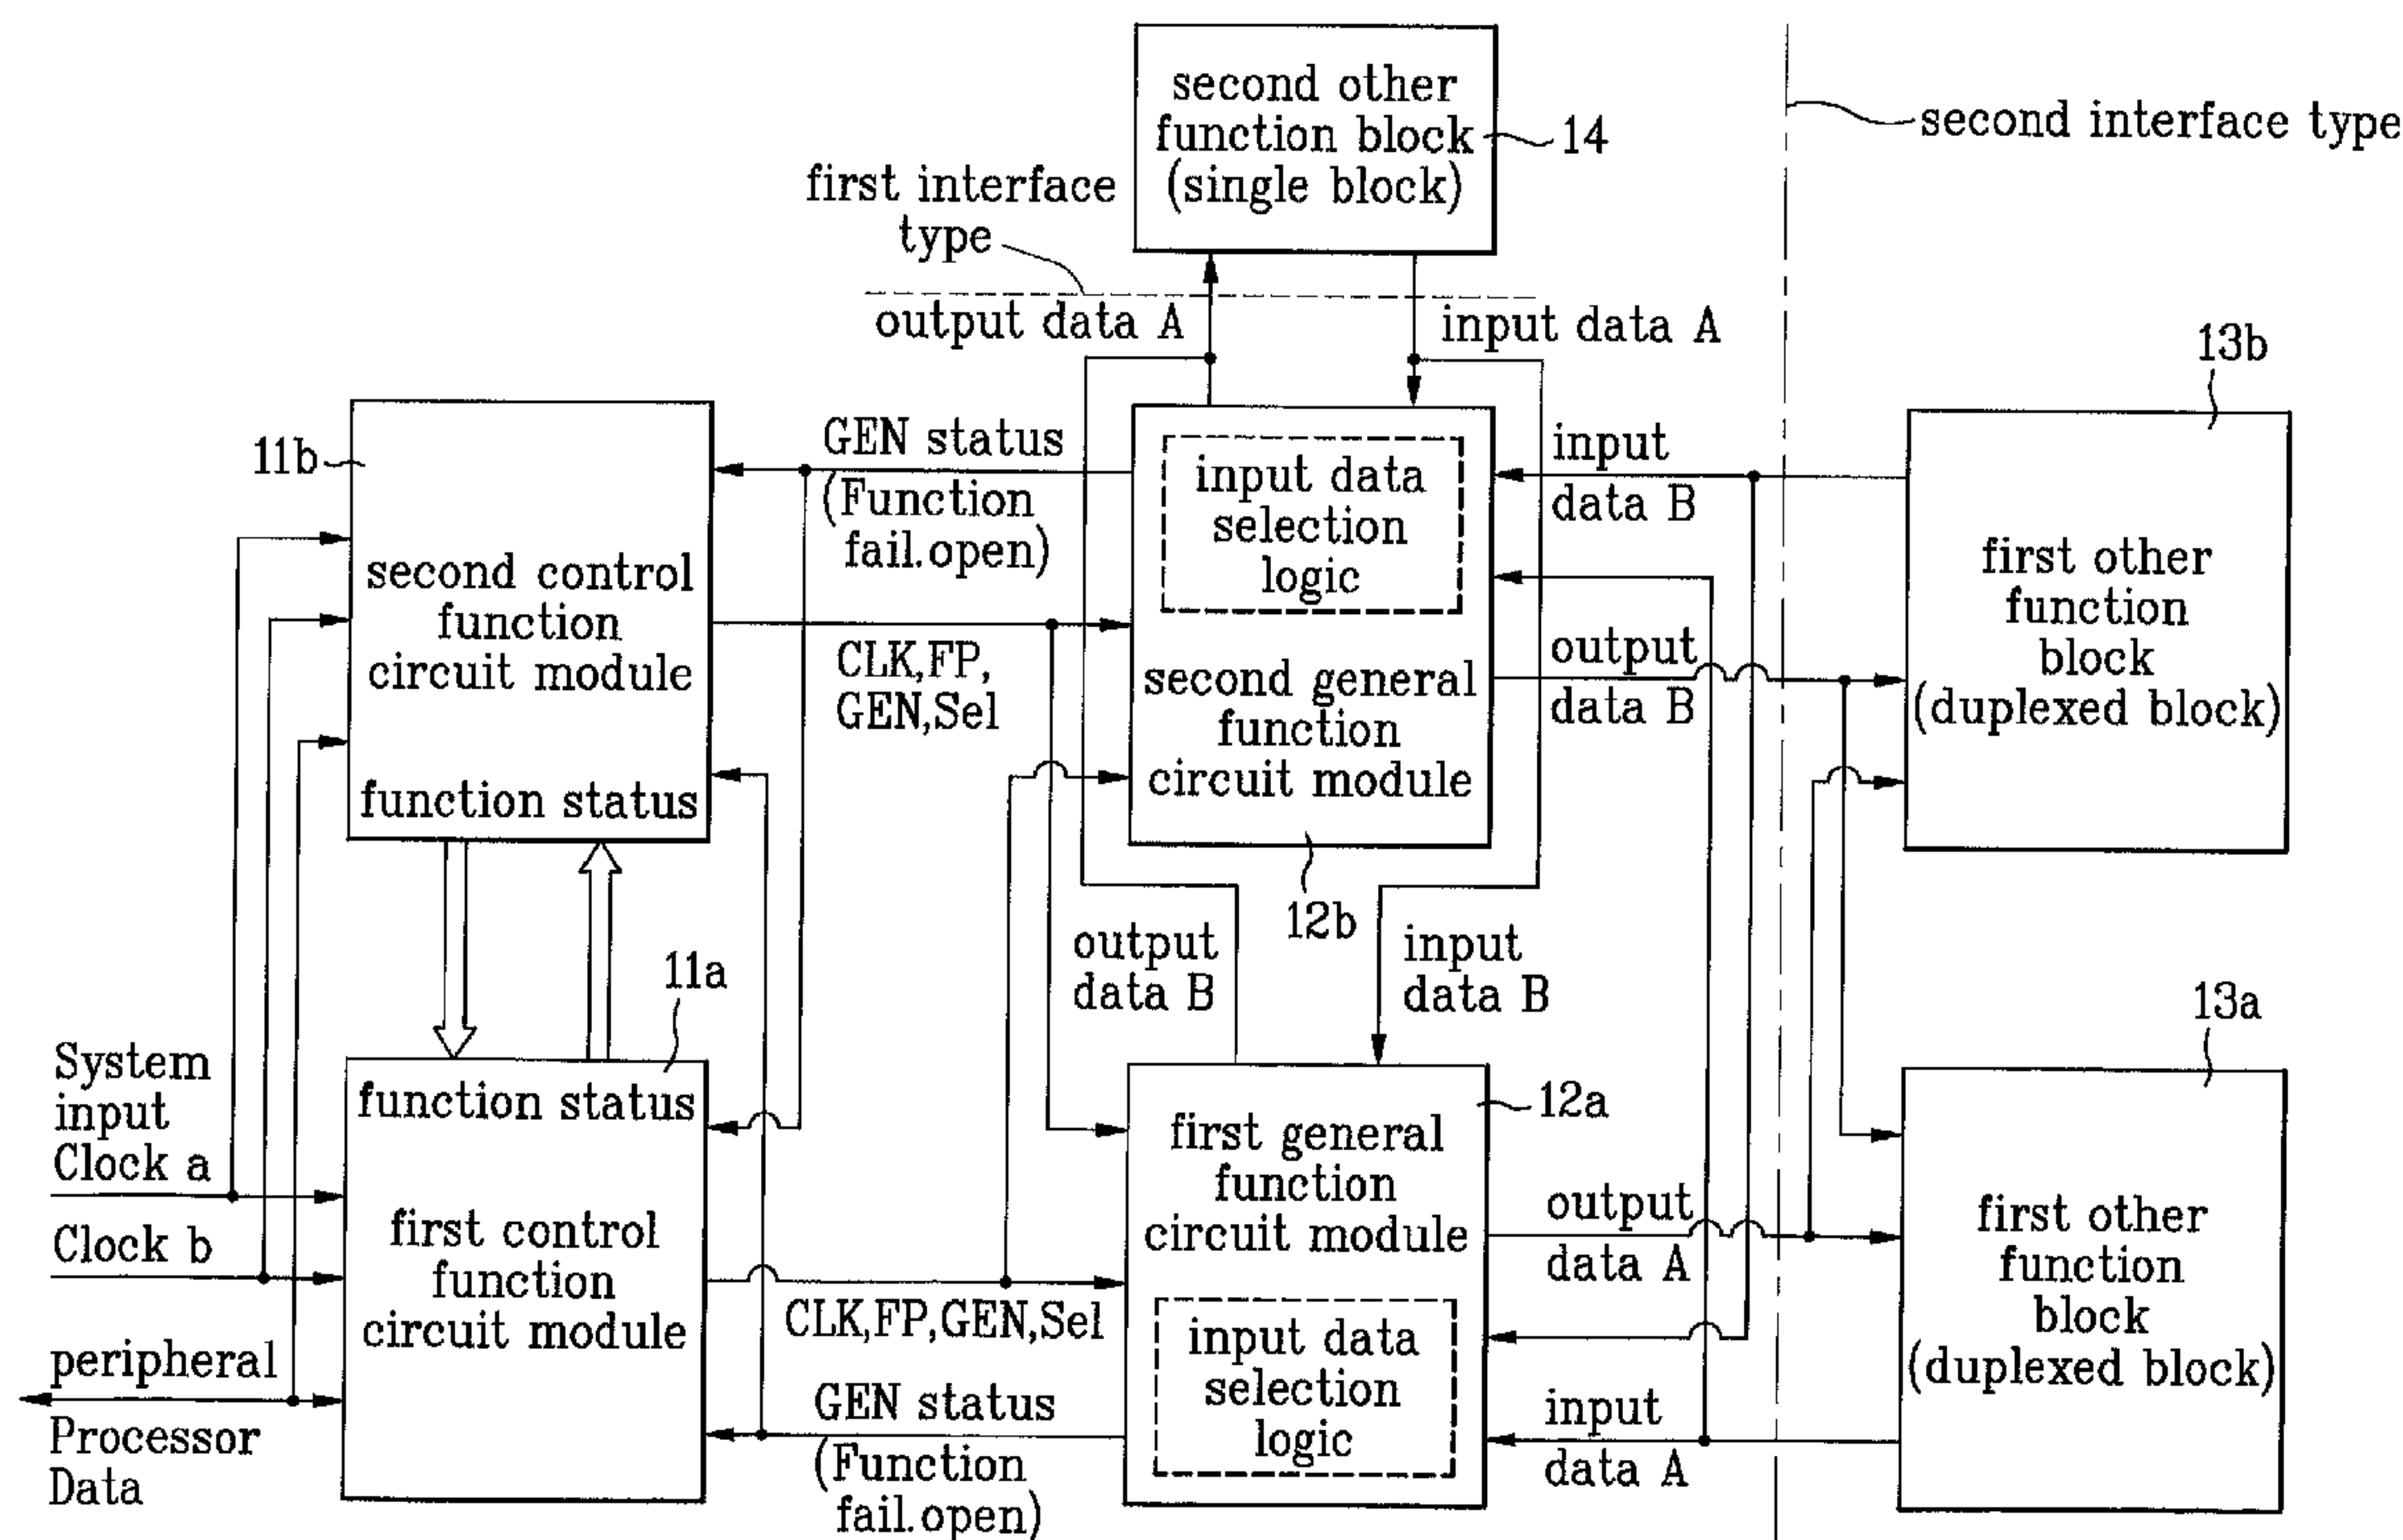 second other
function block
(single block)
14
second interface type
first interface
type
output data A
input data A
13b
11b
GEN status
(Function
fail.open)
second control
function
circuit module
function status
CLK,FP,
GEN,Sel
input data
selection
logic
second general
function
circuit module
12b
input
data B
output
data B
first other
function
block
(duplexed block)
output
data B
input
data B
11a
System
input
Clock a
Clock b
peripheral
Processor
Data
function status
first control
function
circuit module
CLK,FP,GEN,Sel
GEN status
(Function
fail.open)
12a
first general
function
circuit module
input data
selection
logic
output
data A
input
data A
13a
first other
function
block
(duplexed block)